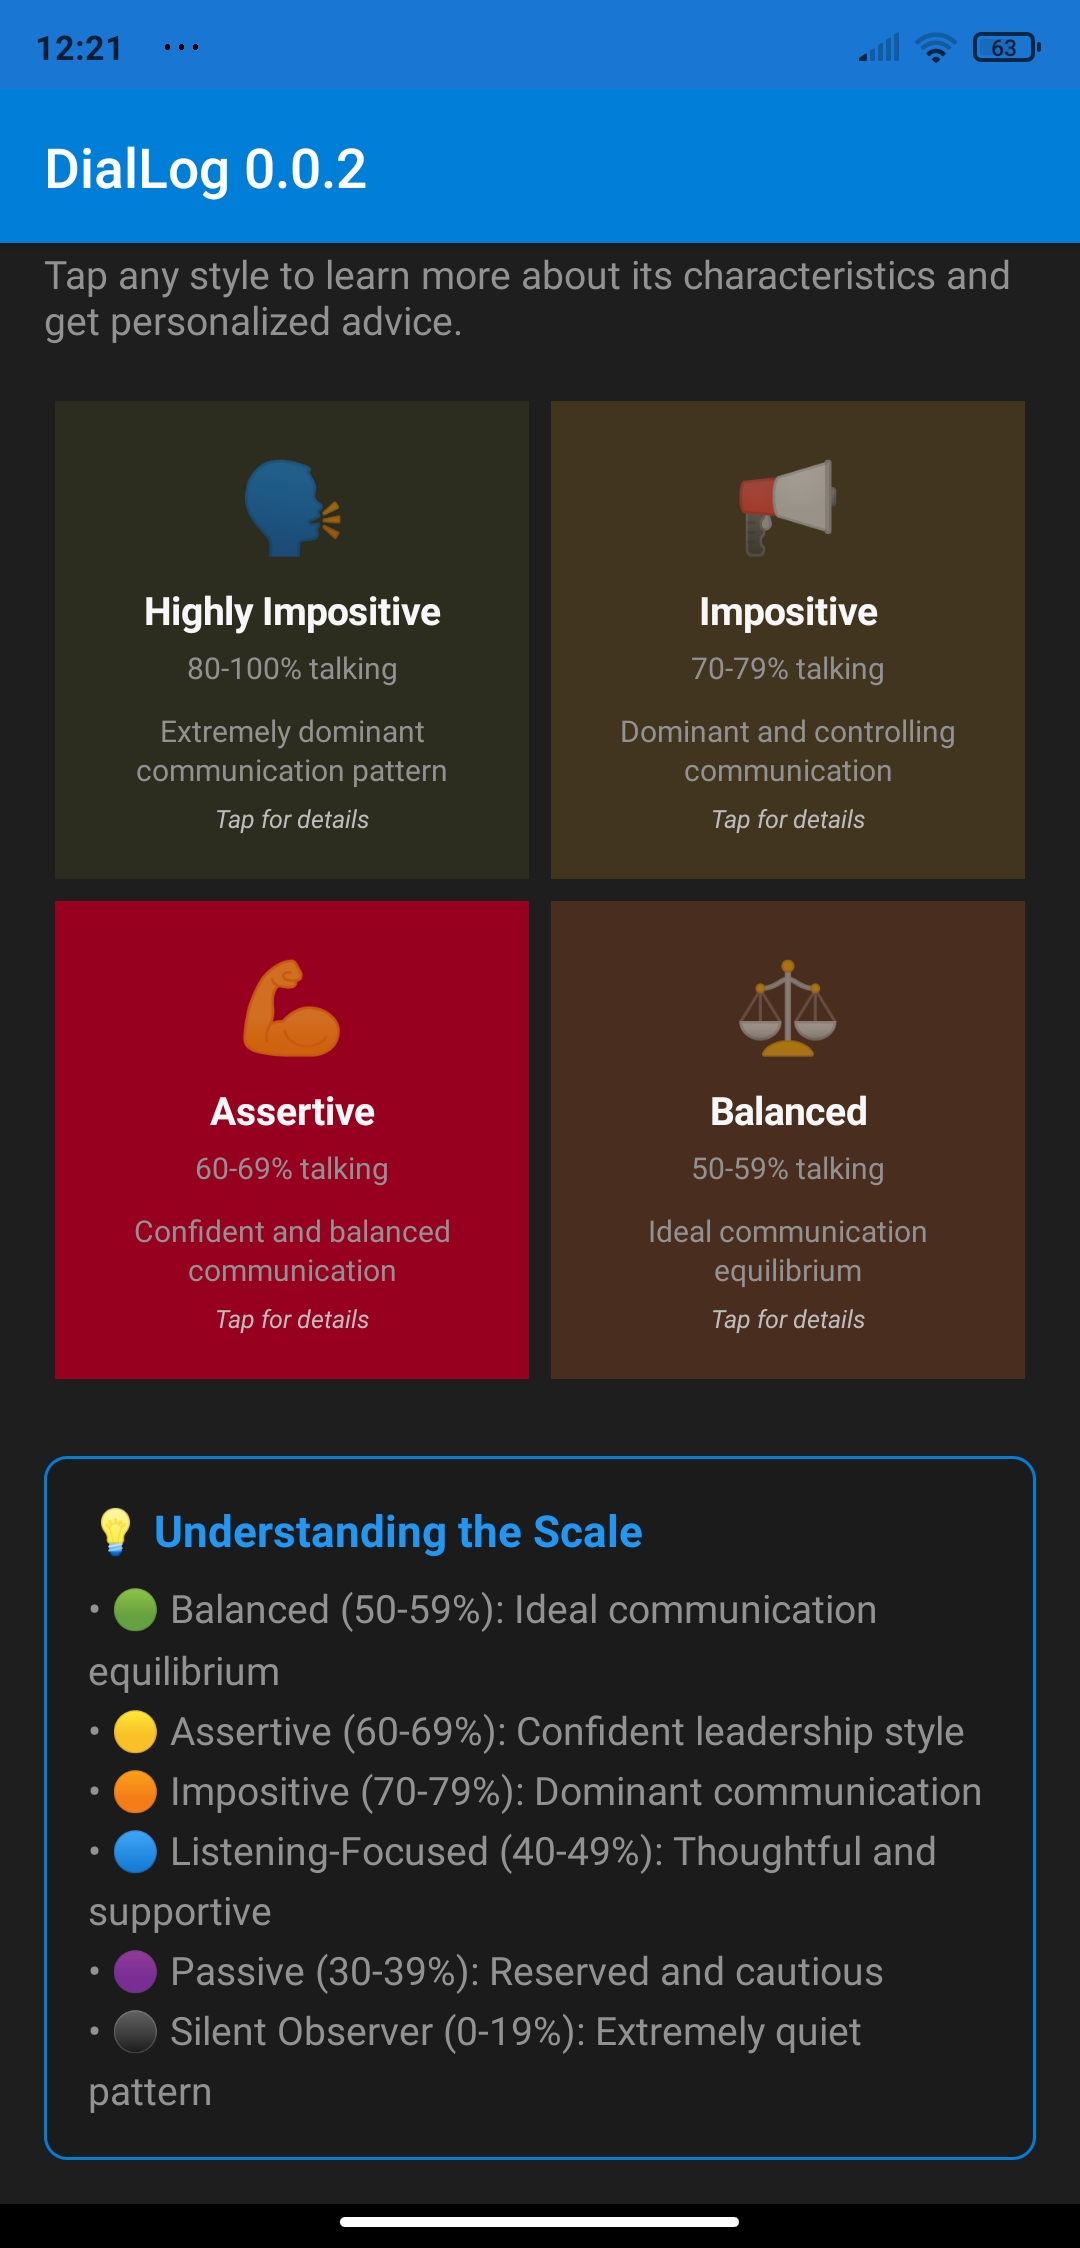 12:21 ...
63
DialLog 0.0.2
Tap any style to learn more about its characteristics and
get personalized advice.
Highly Impositive
80-100% talking
Extremely dominant
communication pattern
Tap for details
Impositive
70-79% talking
Dominant and controlling
communication
Tap for details
Assertive
60-69% talking
Confident and balanced
communication
Tap for details
Balanced
50-59% talking
Ideal communication
equilibrium
Tap for details
💡 Understanding the Scale
• 🟢 Balanced (50-59%): Ideal communication
equilibrium
• 🟡 Assertive (60-69%): Confident leadership style
• 🟠 Impositive (70-79%): Dominant communication
• 🔵 Listening-Focused (40-49%): Thoughtful and
supportive
• 🟣 Passive (30-39%): Reserved and cautious
• ⚫ Silent Observer (0-19%): Extremely quiet
pattern